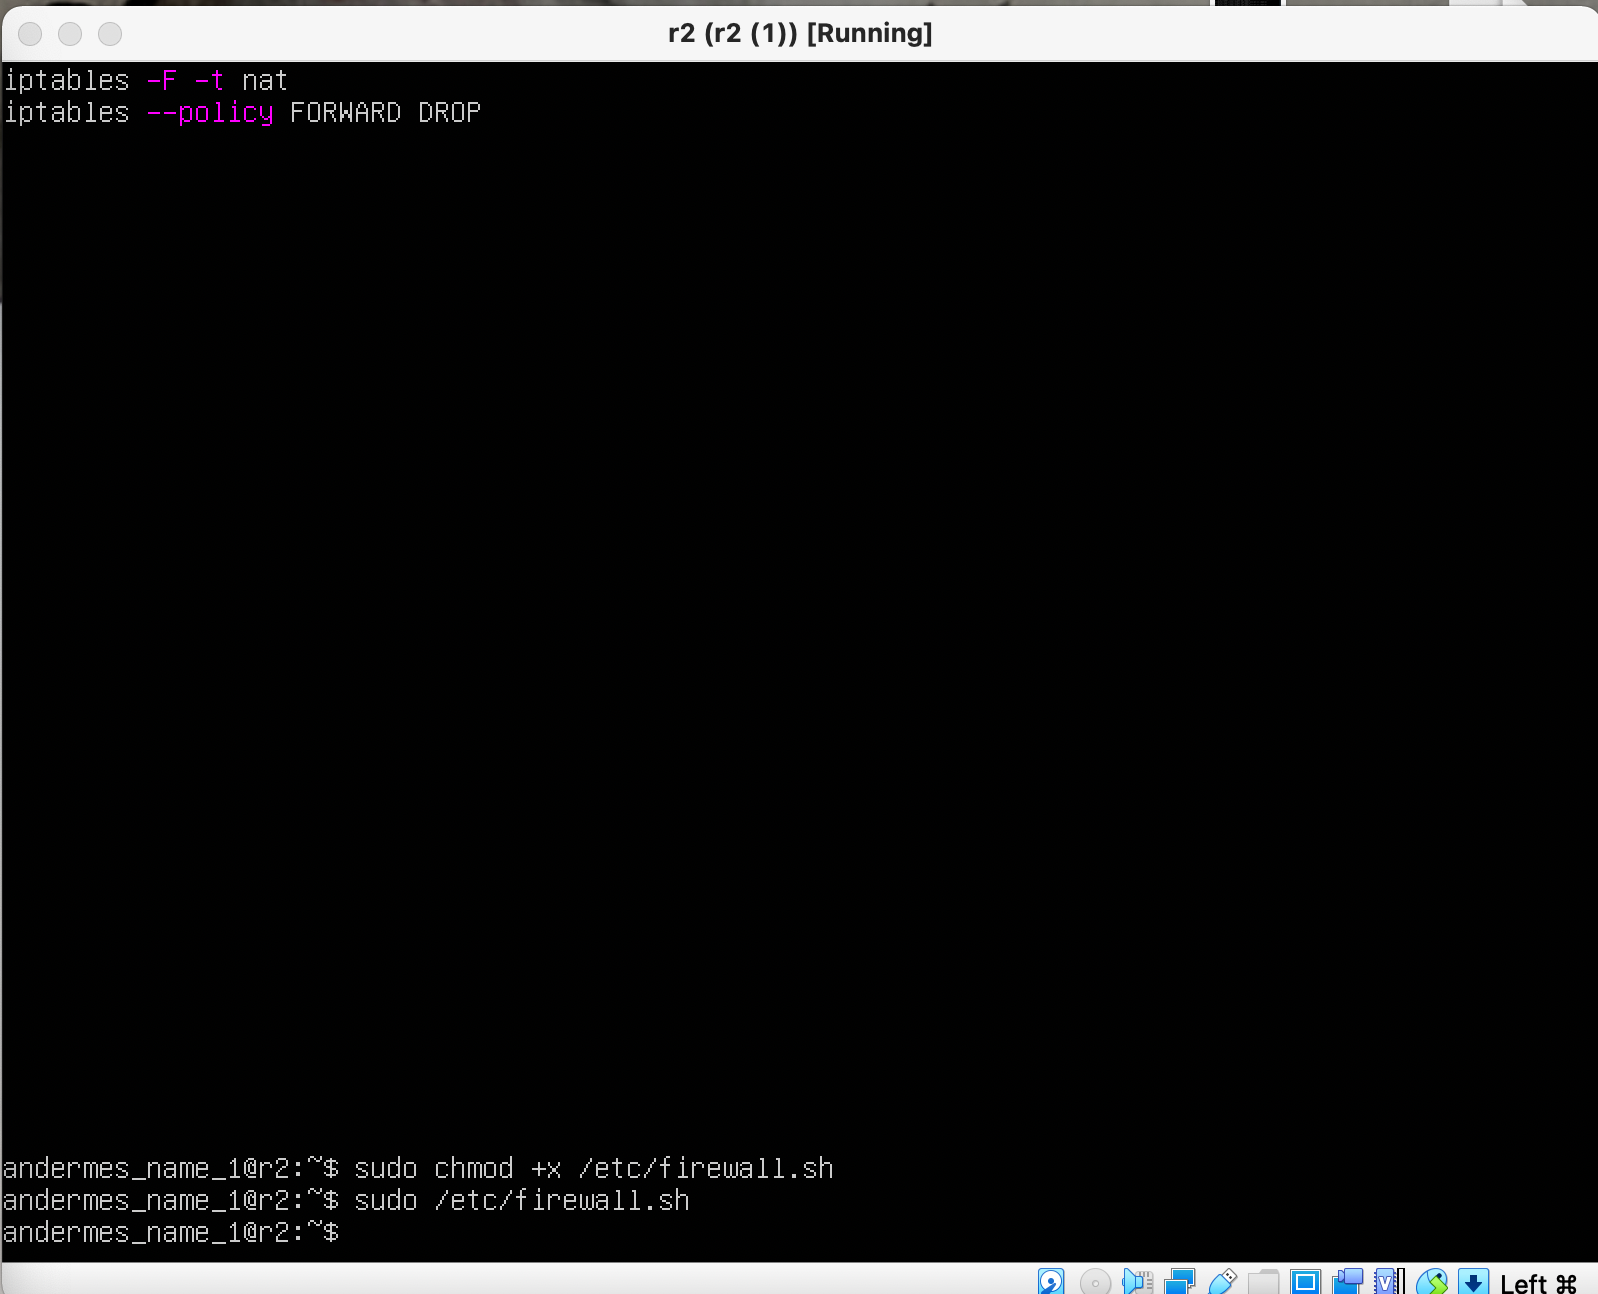 r2 (r2 (1)) [Running]
iptables -F -t nat
iptables --policy FORWARD DROP
andermes_name_1@r2:~$ sudo chmod +x /etc/firewall.sh
andermes_name_1@r2:~$ sudo /etc/firewall.sh
andermes_name_1@r2:~$
Left ⌘